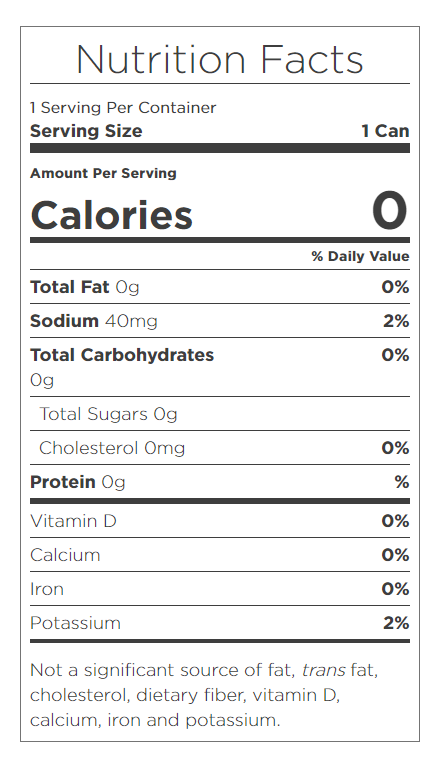 Nutrition Facts
1 Serving Per Container
Serving Size 1 Can
Amount Per Serving
Calories 0
% Daily Value
Total Fat 0g 0%
Sodium 40mg 2%
Total Carbohydrates 0%
0g
Total Sugars 0g
Cholesterol 0mg 0%
Protein 0g %
Vitamin D 0%
Calcium 0%
Iron 0%
Potassium 2%
Not a significant source of fat, trans fat,
cholesterol, dietary fiber, vitamin D,
calcium, iron and potassium.